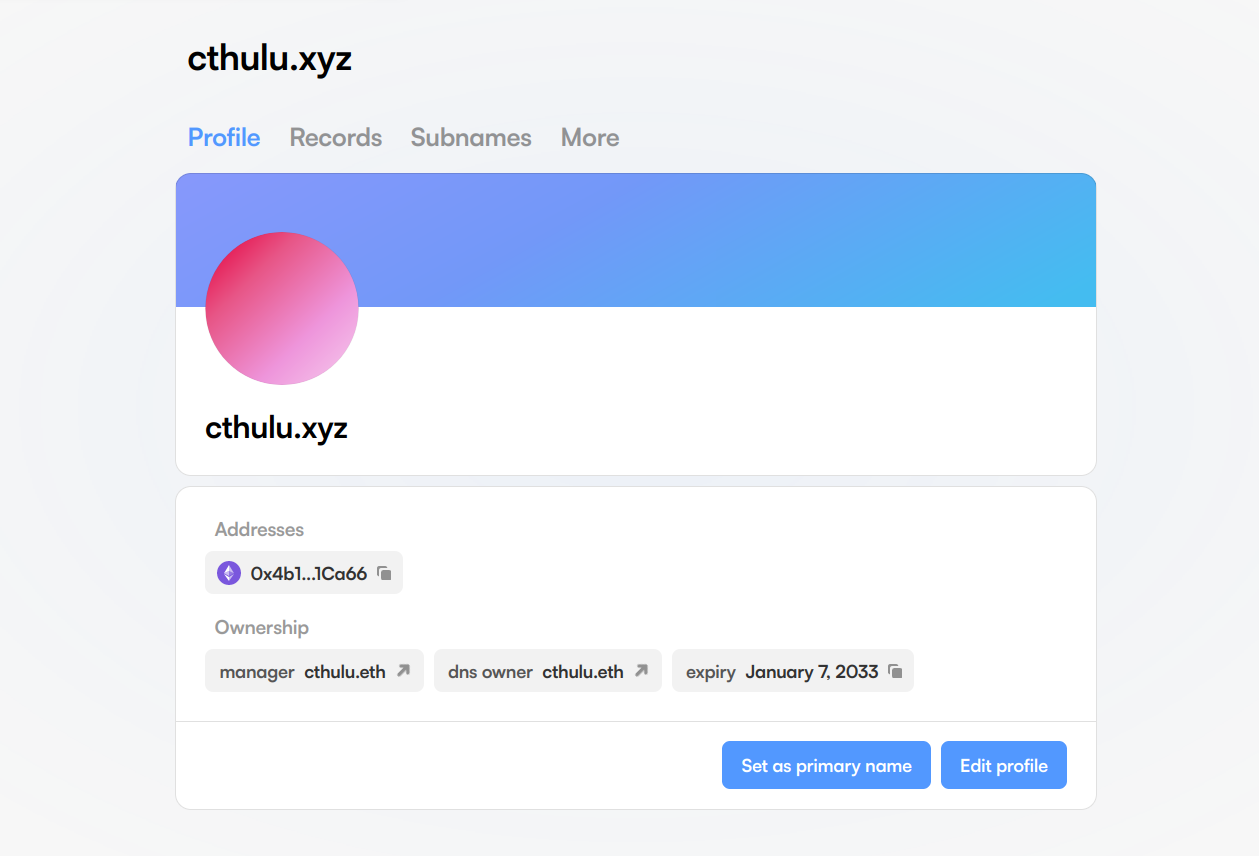 cthulu.xyz
Profile Records Subnames More
cthulu.xyz
Addresses
0x4b1...1Ca66
Ownership
manager cthulu.eth dns owner cthulu.eth expiry January 7, 2033
Set as primary name Edit profile